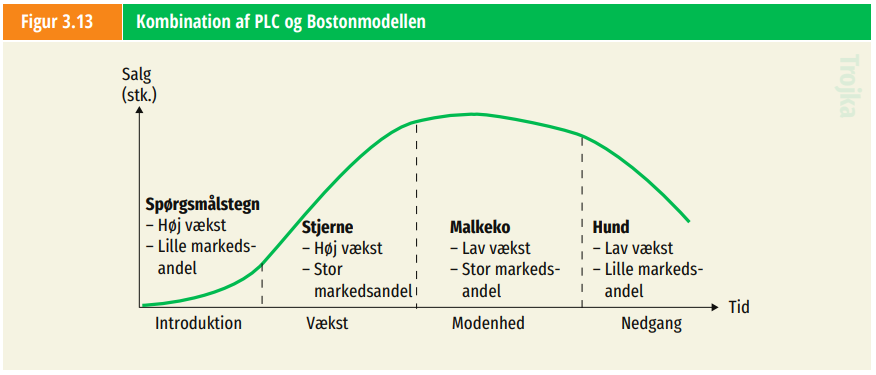 Figur 3.13
Kombination af PLC og Bostonmodellen
Trojka
Salg
(stk.)
Spørgsmålstegn
– Høj vækst
– Lille markeds-
andel
Stjerne
– Høj vækst
– Stor
markedsandel
Malkeko
– Lav vækst
– Stor markeds-
andel
Hund
– Lav vækst
– Lille markeds-
andel
Tid
Introduktion
Vækst
Modenhed
Nedgang